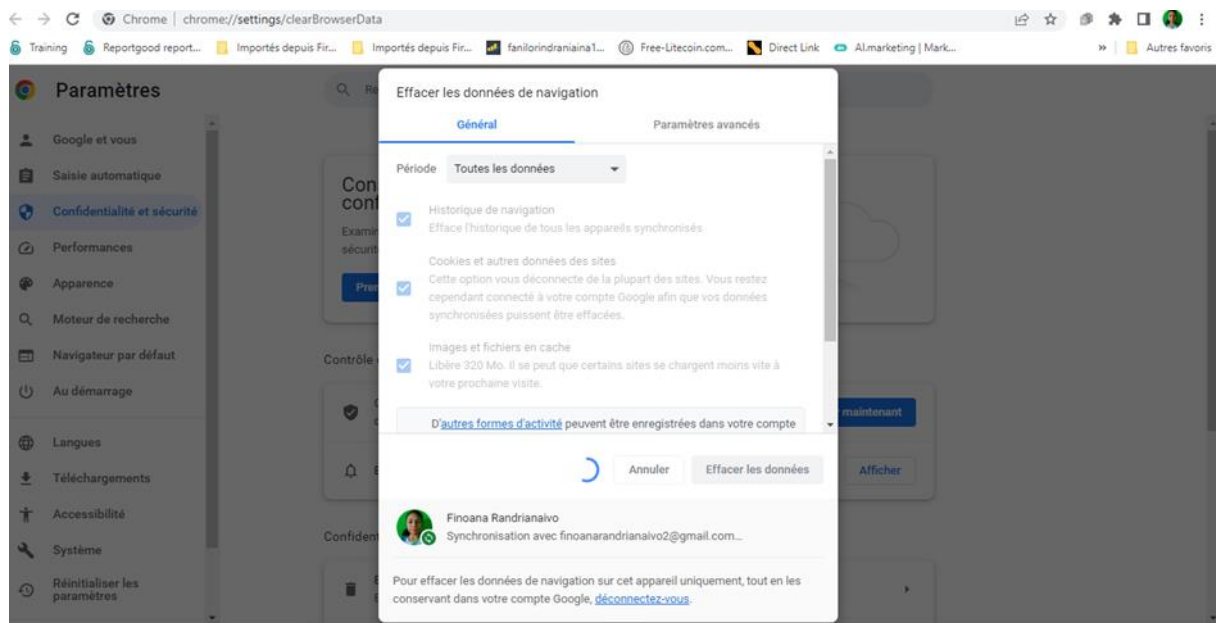 Chrome | chrome://settings/clearBrowserData
Training Reportgood report... Importés depuis Fir... Importés depuis Fir... fanilorindraniaina1... Free-Litecoin.com... Direct Link Al.marketing | Mark... » Autres favoris
Paramètres
Google et vous
Saisie automatique
Confidentialité et sécurité
Performances
Apparence
Moteur de recherche
Navigateur par défaut
Au démarrage
Langues
Téléchargements
Accessibilité
Système
Réinitialiser les
paramètres
Re
Con
conf
Examin
sécurit
Pren
Contrôle
maintenant
Afficher
Confident
Effacer les données de navigation
Général Paramètres avancés
Période Toutes les données
Historique de navigation
Efface l'historique de tous les appareils synchronisés.
Cookies et autres données des sites
Cette option vous déconnecte de la plupart des sites. Vous restez
cependant connecté à votre compte Google afin que vos données
synchronisées puissent être effacées.
Images et fichiers en cache
Libère 320 Mo. Il se peut que certains sites se chargent moins vite à
votre prochaine visite.
D'autres formes d'activité peuvent être enregistrées dans votre compte
Annuler Effacer les données
Finoana Randrianaivo
Synchronisation avec finoanarandrianaivo2@gmail.com...
Pour effacer les données de navigation sur cet appareil uniquement, tout en les
conservant dans votre compte Google, déconnectez-vous.